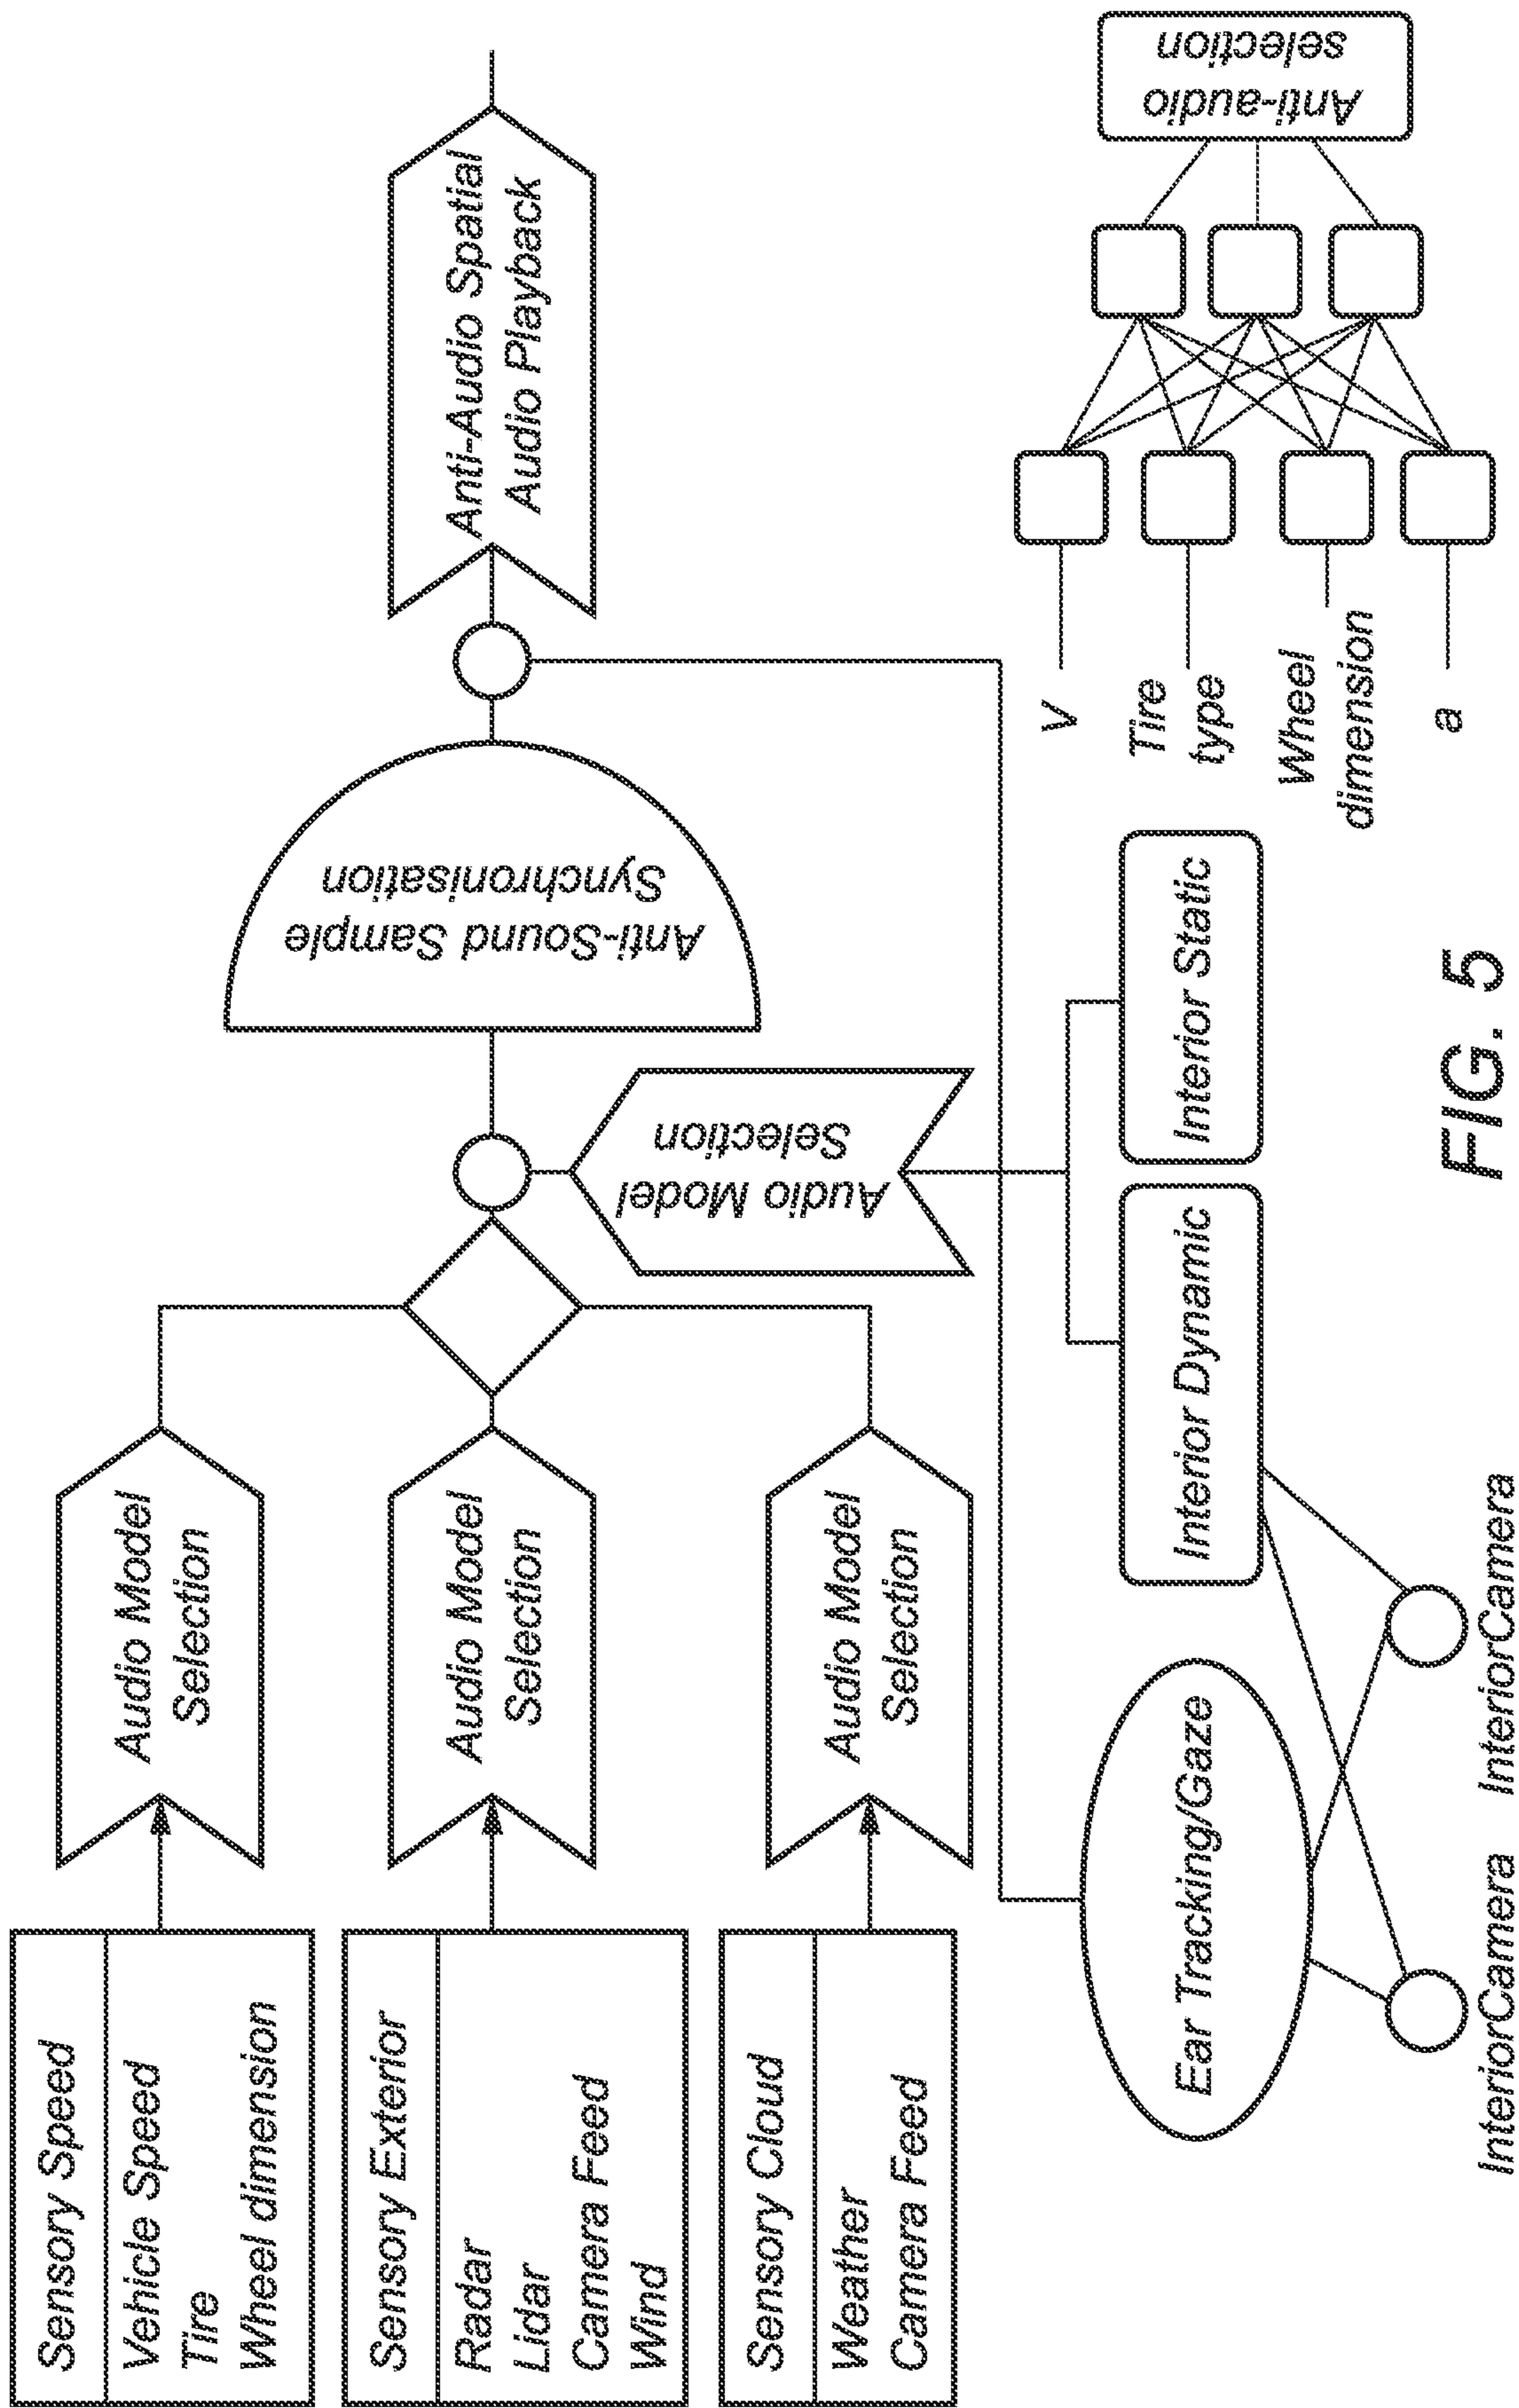 Sensory Speed
Vehicle Speed
Tire
Wheel dimension
Audio Model
Selection
Sensory Exterior
Radar
Lidar
Camera Feed
Wind
Audio Model
Selection
Sensory Cloud
Weather
Camera Feed
Audio Model
Selection
Audio Model
Selection
Anti-Sound Sample
Synchronisation
Anti-Audio Spatial
Audio Playback
Ear Tracking/Gaze
Interior Dynamic
Interior Static
InteriorCamera
InteriorCamera
V
Tire
type
Wheel
dimension
a
Anti-audio
selection
FIG. 5